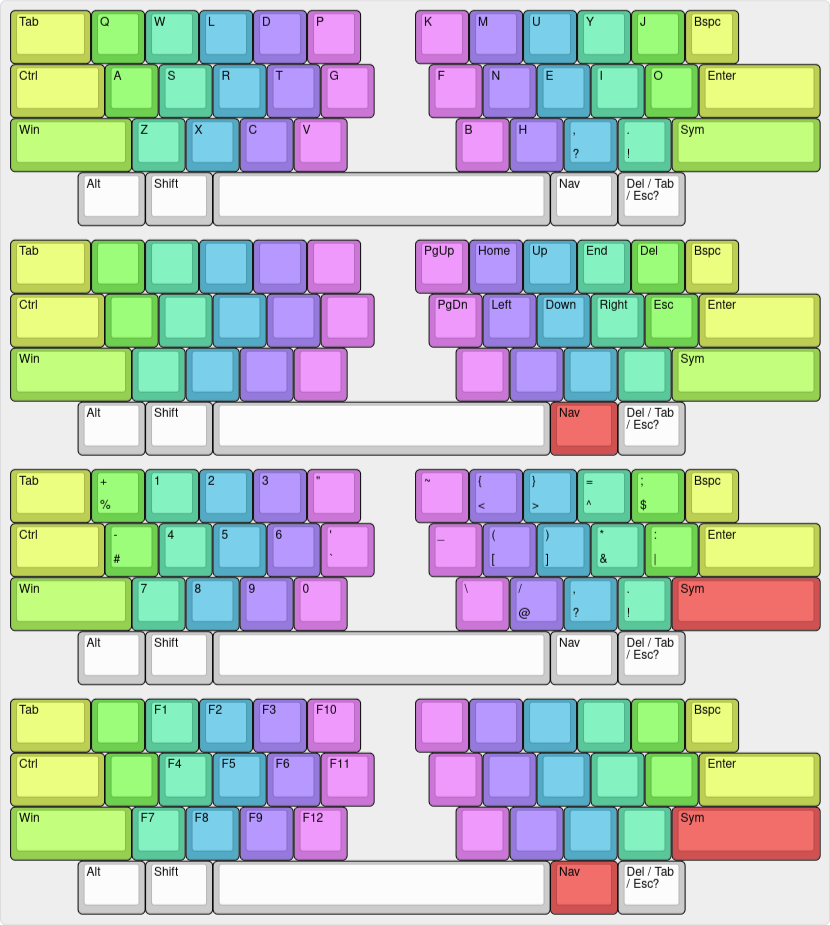 Tab Q W L D P K M U Y J Bspc
Ctrl A S R T G F N E I O Enter
Win Z X C V B H , . Sym
? !
Alt Shift Nav Del / Tab
/ Esc?
Tab PgUp Home Up End Del Bspc
Ctrl PgDn Left Down Right Esc Enter
Win Sym
Alt Shift Nav Del / Tab
/ Esc?
Tab + 1 2 3 " ~ { } = ; Bspc
% < > ^ $
Ctrl - 4 5 6 ' _ ( ) * : Enter
# ` [ ] & |
Win 7 8 9 0 \ / , . Sym
@ ? !
Alt Shift Nav Del / Tab
/ Esc?
Tab F1 F2 F3 F10 Bspc
Ctrl F4 F5 F6 F11 Enter
Win F7 F8 F9 F12 Sym
Alt Shift Nav Del / Tab
/ Esc?